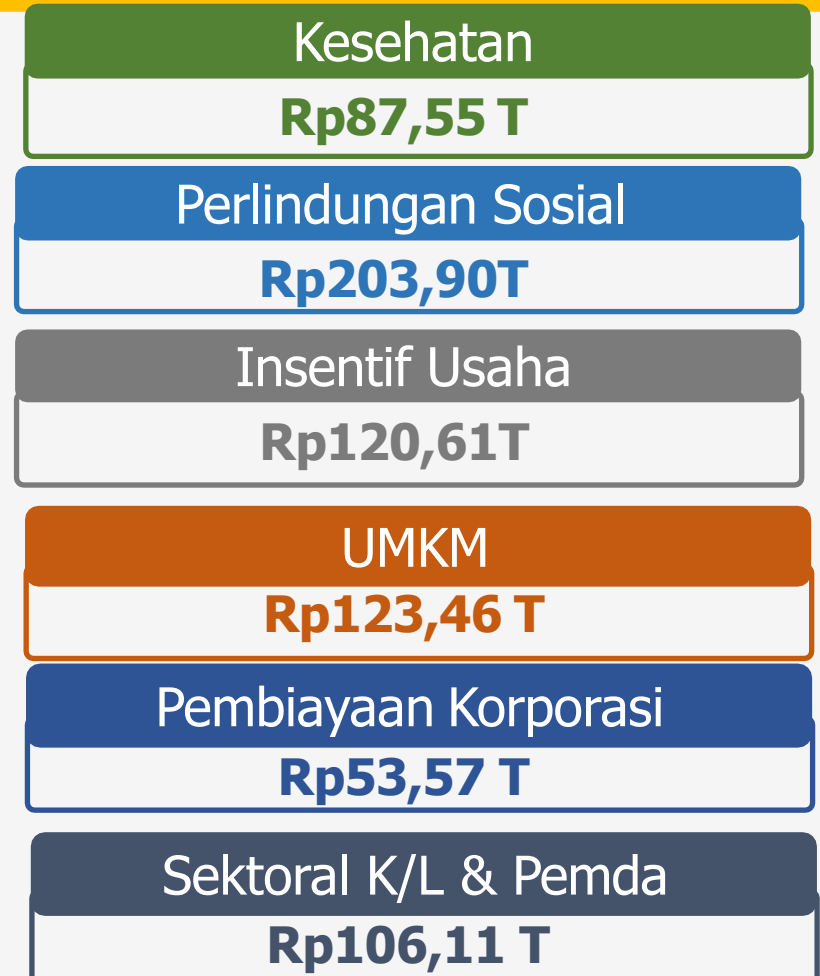 Kesehatan
Rp87,55 T
Perlindungan Sosial
Rp203,90T
Insentif Usaha
Rp120,61T
UMKM
Rp123,46 T
Pembiayaan Korporasi
Rp53,57 T
Sektoral K/L & Pemda
Rp106,11 T